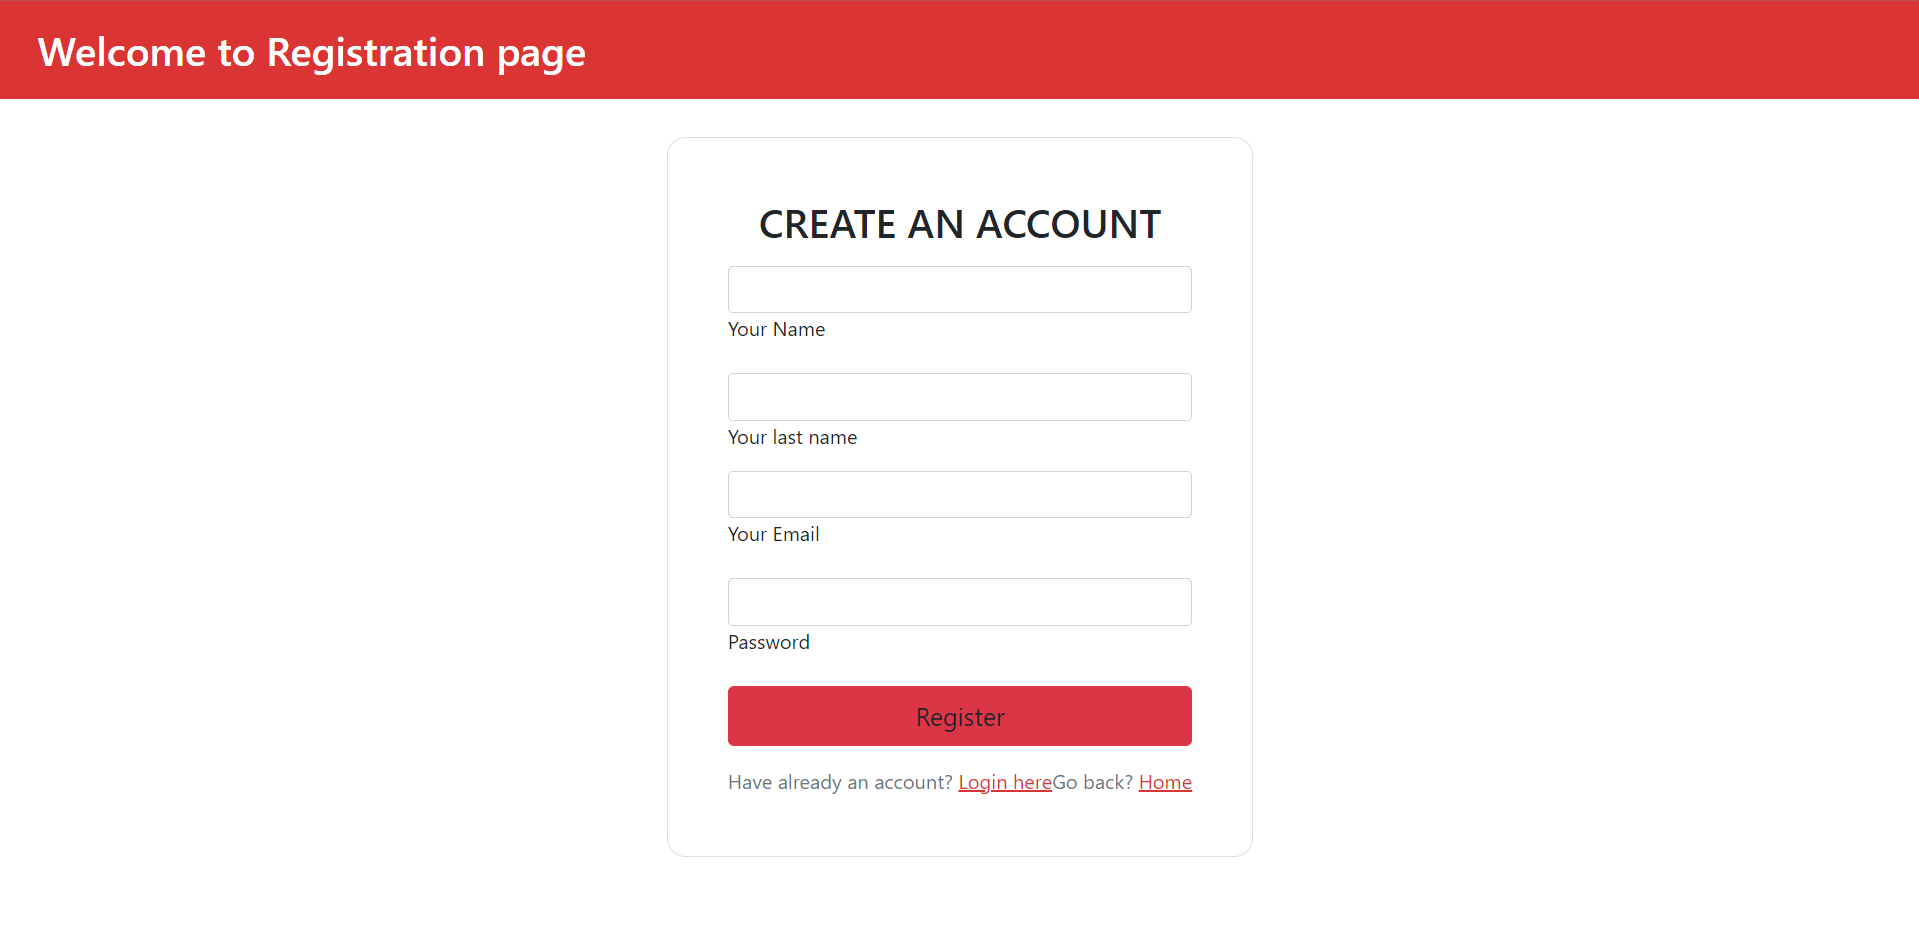 Welcome to Registration page
CREATE AN ACCOUNT
Your Name
Your last name
Your Email
Password
Register
Have already an account? Login hereGo back? Home